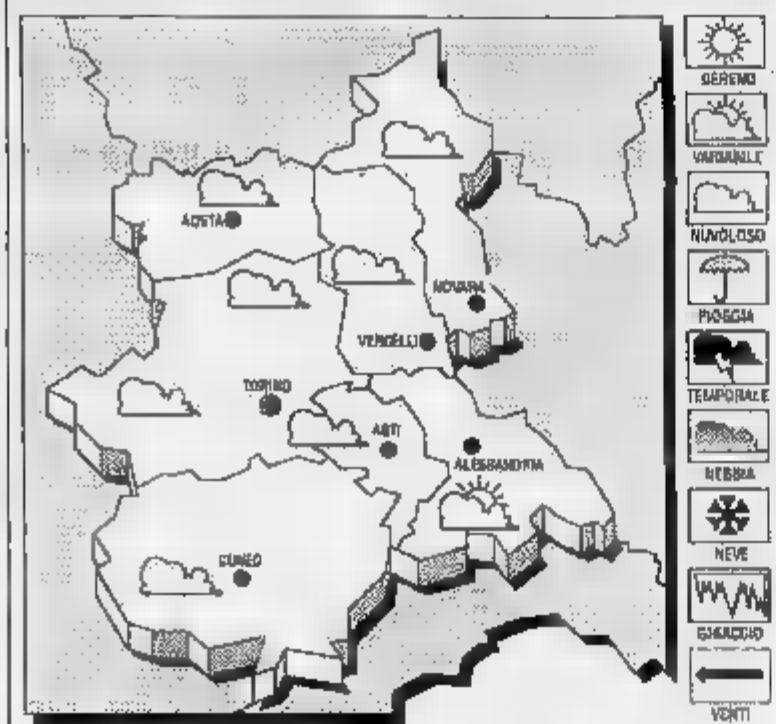 SERENO
VARIABILE
NUVOLOSO
PIOGGIA
TEMPORALE
NEBBIA
NEVE
GHIACCIO
VENTI
AOSTA
NOVARA
VERCELLI
TORINO
ASTI
ALESSANDRIA
CUNEO